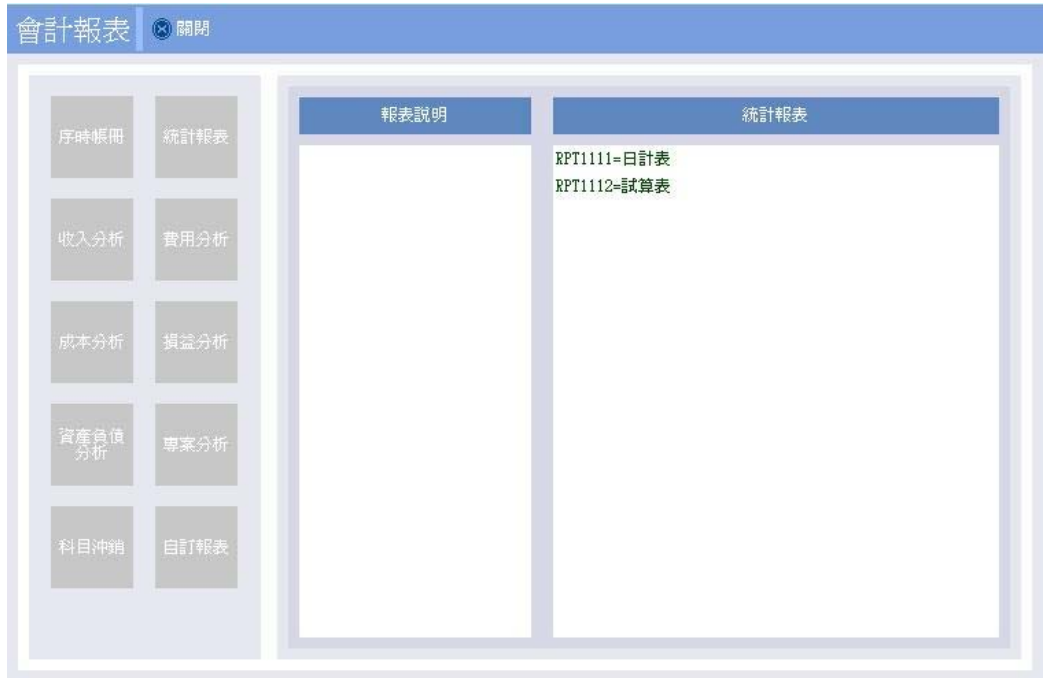 會計報表
關閉
序時帳冊
統計報表
收入分析
費用分析
成本分析
損益分析
資產負債
分析
專案分析
科目沖銷
自訂報表
報表説明
統計報表
RPT1111=日計表
RPT1112=試算表